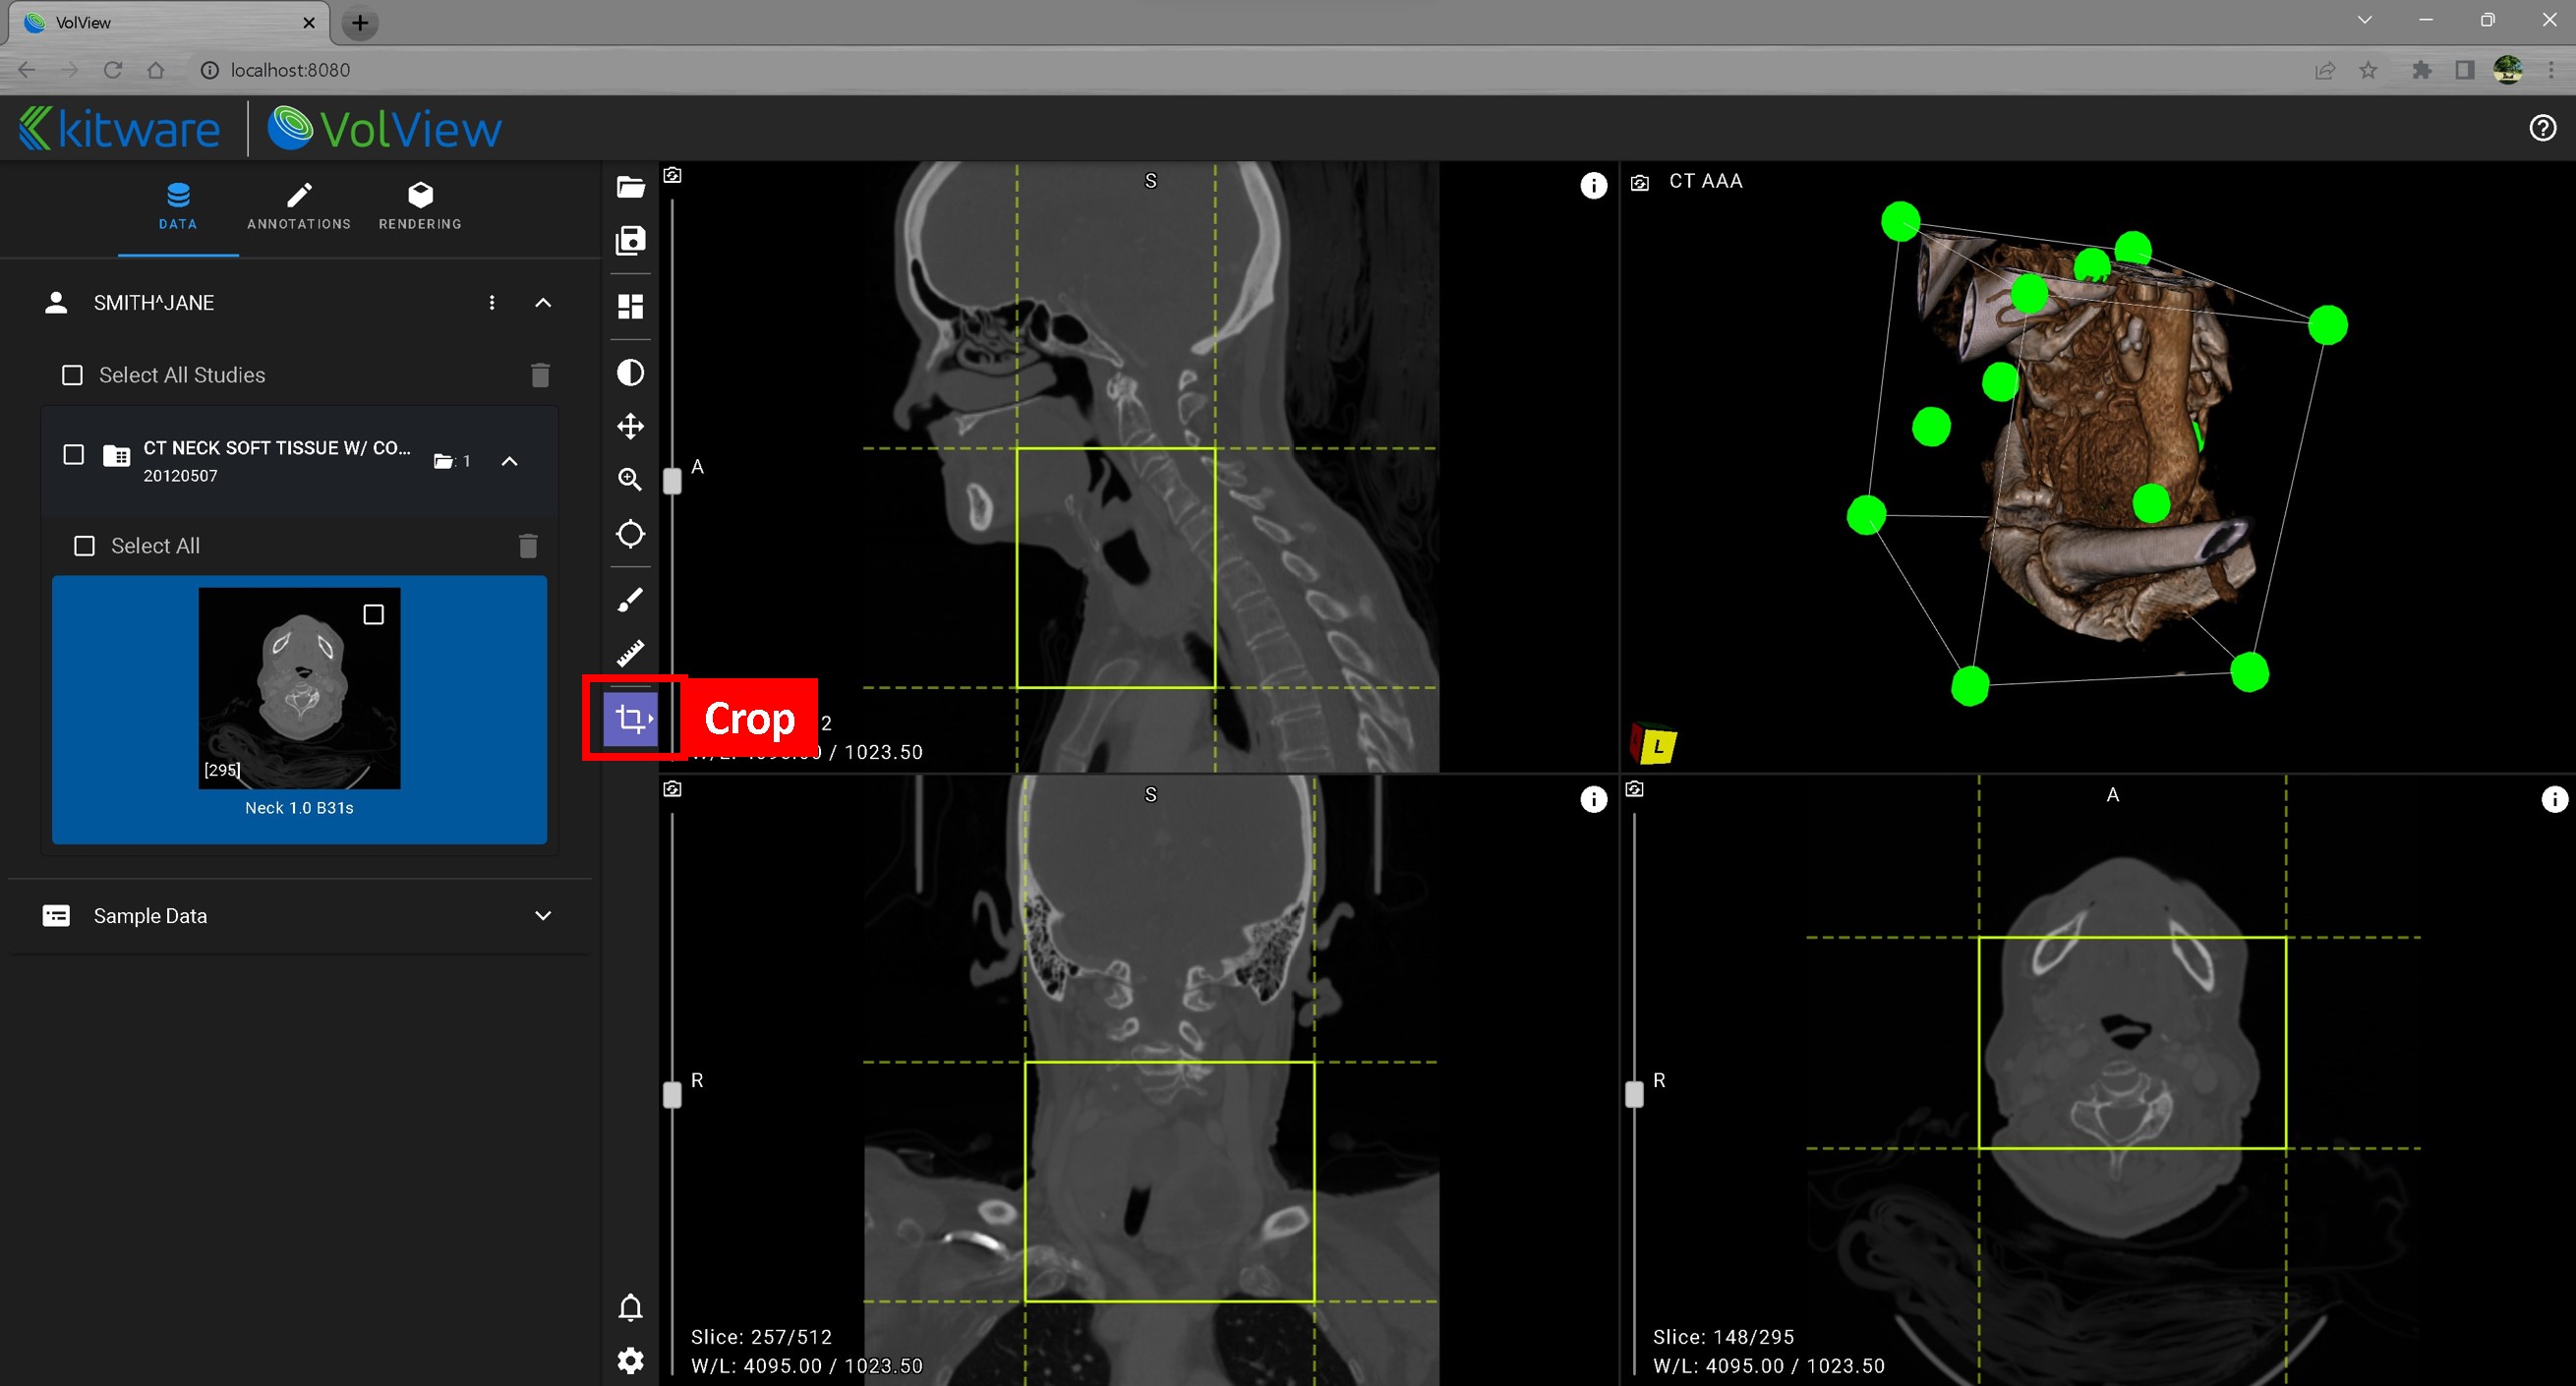 VolView
localhost:8080
kitware VolView
DATA
ANNOTATIONS
RENDERING
SMITH^JANE
Select All Studies
CT NECK SOFT TISSUE W/ CO...
20120507
: 1
Select All
[295]
Neck 1.0 B31s
Sample Data
Crop
S
A
2
/ 1023.50
CT AAA
L
S
R
Slice: 257/512
W/L: 4095.00 / 1023.50
A
R
Slice: 148/295
W/L: 4095.00 / 1023.50